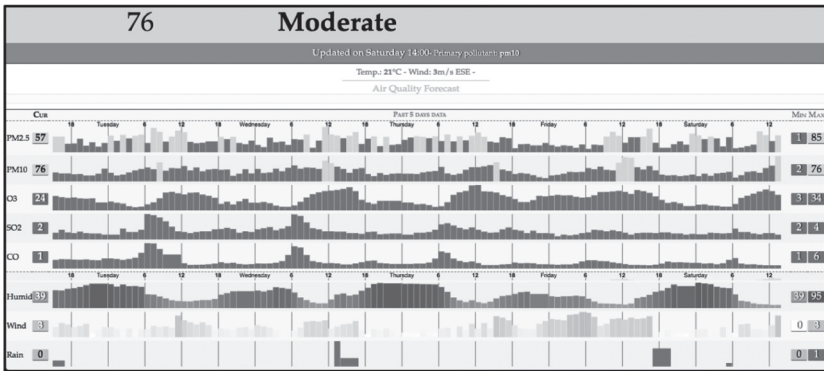 76 Moderate
Updated on Saturday 14:00- Primary pollutant: pm10
Temp.: 21°C - Wind: 3m/s ESE -
Air Quality Forecast
CUR PAST 5 DAYS DATA MIN MAX
18 Tuesday 6 12 18 Wednesday 6 12 18 Thursday 6 12 18 Friday 6 12 18 Saturday 6 12
PM2.5 57 1 85
PM10 76 2 76
O3 24 3 34
SO2 2 2 4
CO 1 1 6
18 Tuesday 6 12 18 Wednesday 6 12 18 Thursday 6 12 18 Friday 6 12 18 Saturday 6 12
Humid 39 39 95
Wind 3 0 3
Rain 0 0 1